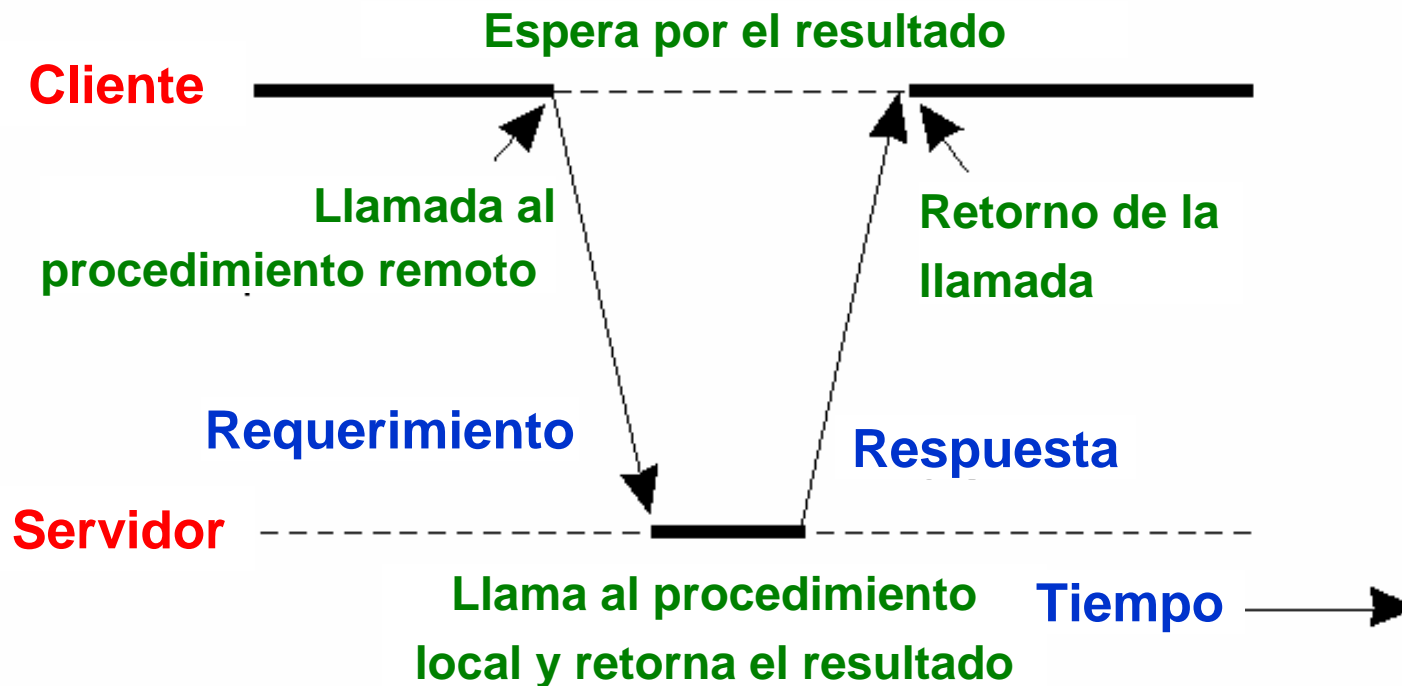 Espera por el resultado
Cliente
Llamada al
procedimiento remoto
Retorno de la
llamada
Requerimiento
Respuesta
Servidor
Llama al procedimiento
local y retorna el resultado
Tiempo